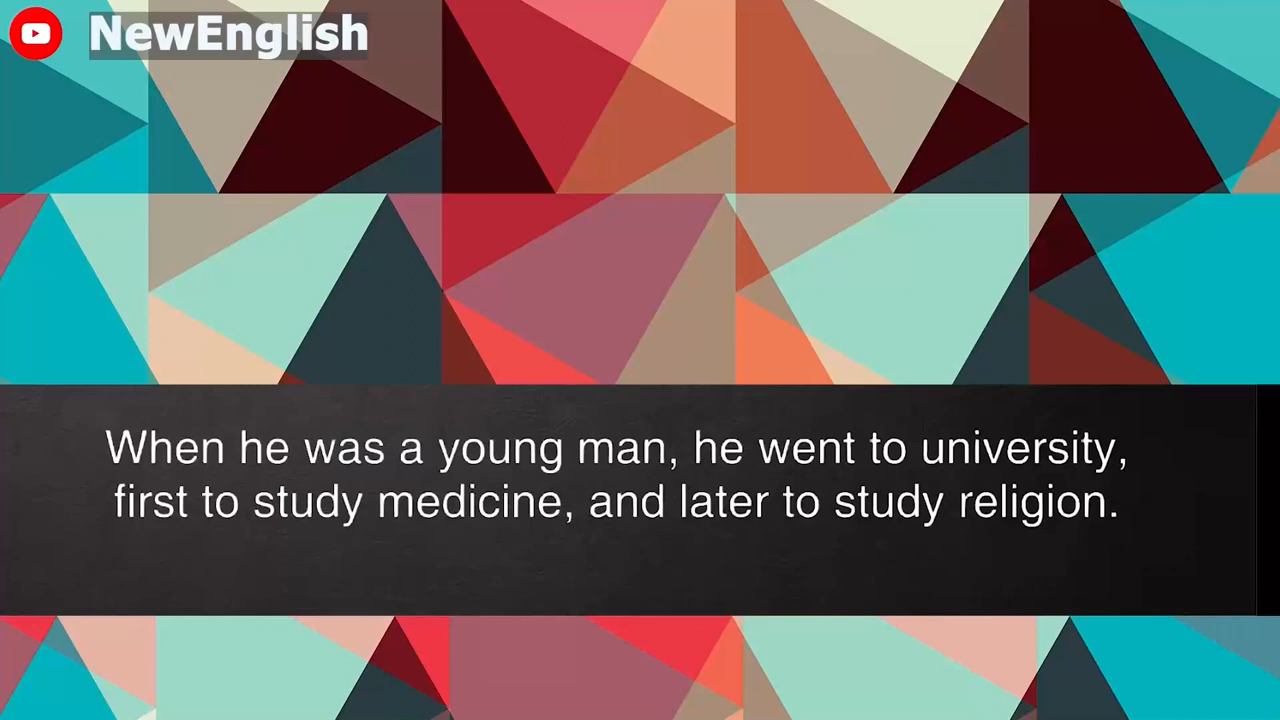 NewEnglish
When he was a young man, he went to university,
first to study medicine, and later to study religion.